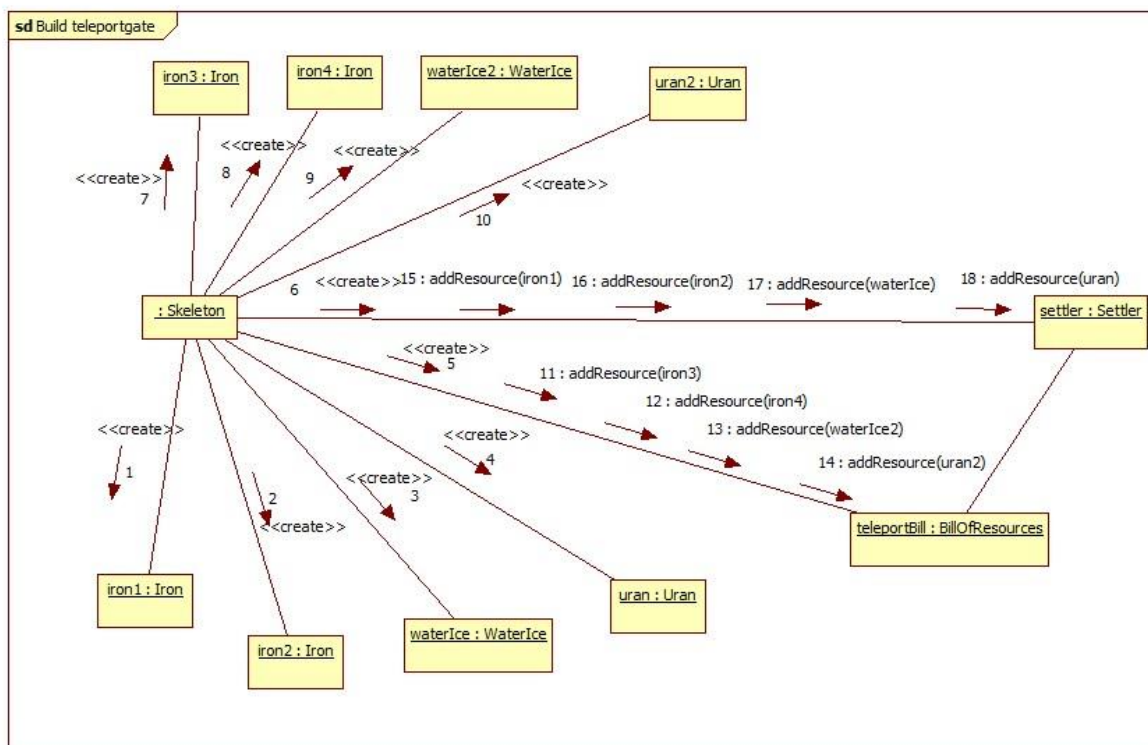 sd Build teleportgate
iron3 : Iron
iron4 : Iron
waterIce2 : WaterIce
uran2 : Uran
<<create>>
7
<<create>>
8
<<create>>
9
<<create>>
10
: Skeleton
6
<<create>>
15 : addResource(iron1)
16 : addResource(iron2)
17 : addResource(waterIce)
18 : addResource(uran)
settler : Settler
<<create>>
5
11 : addResource(iron3)
12 : addResource(iron4)
13 : addResource(waterIce2)
14 : addResource(uran2)
teleportBill : BillOfResources
<<create>>
1
2
<<create>>
<<create>>
3
<<create>>
4
iron1 : Iron
iron2 : Iron
waterIce : WaterIce
uran : Uran